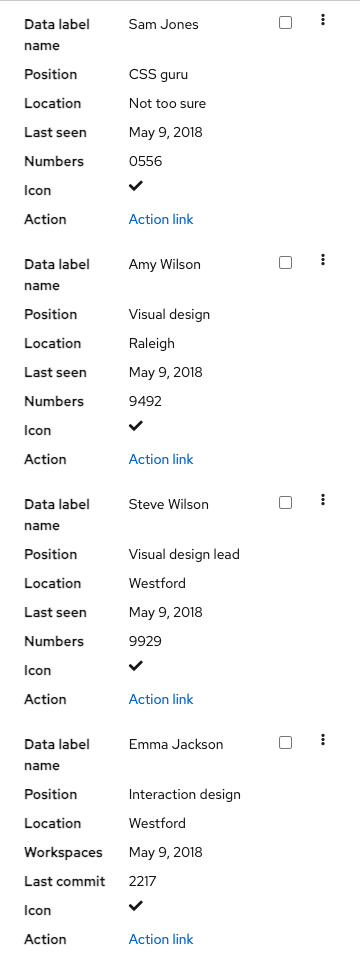 Data label name Sam Jones
Position CSS guru
Location Not too sure
Last seen May 9, 2018
Numbers 0556
Icon
Action Action link
Data label name Amy Wilson
Position Visual design
Location Raleigh
Last seen May 9, 2018
Numbers 9492
Icon
Action Action link
Data label name Steve Wilson
Position Visual design lead
Location Westford
Last seen May 9, 2018
Numbers 9929
Icon
Action Action link
Data label name Emma Jackson
Position Interaction design
Location Westford
Workspaces May 9, 2018
Last commit 2217
Icon
Action Action link